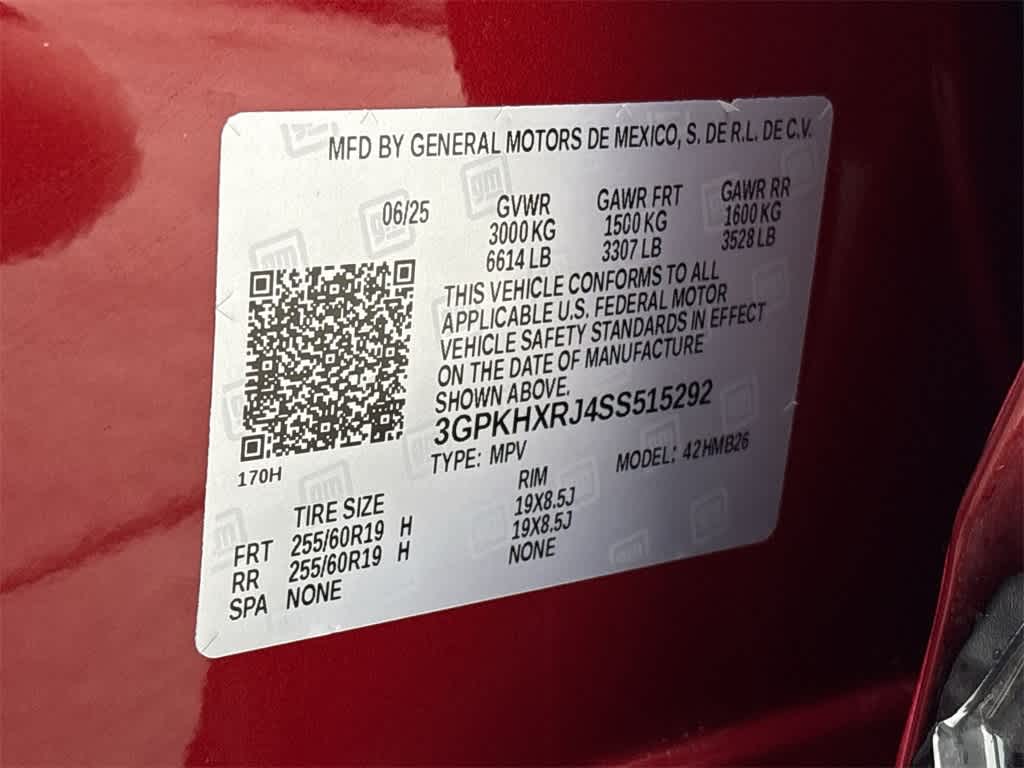 MFD BY GENERAL MOTORS DE MEXICO, S. DE R.L. DE C.V.
06/25 GVWR GAWR FRT GAWR RR
3000 KG 1500 KG 1600 KG
6614 LB 3307 LB 3528 LB
THIS VEHICLE CONFORMS TO ALL
APPLICABLE U.S. FEDERAL MOTOR
VEHICLE SAFETY STANDARDS IN EFFECT
ON THE DATE OF MANUFACTURE
SHOWN ABOVE.
3GPKHXRJ4SS515292
170H
TYPE: MPV MODEL: 42HMB26
TIRE SIZE RIM
FRT 255/60R19 H 19X8.5J
RR 255/60R19 H 19X8.5J
SPA NONE NONE